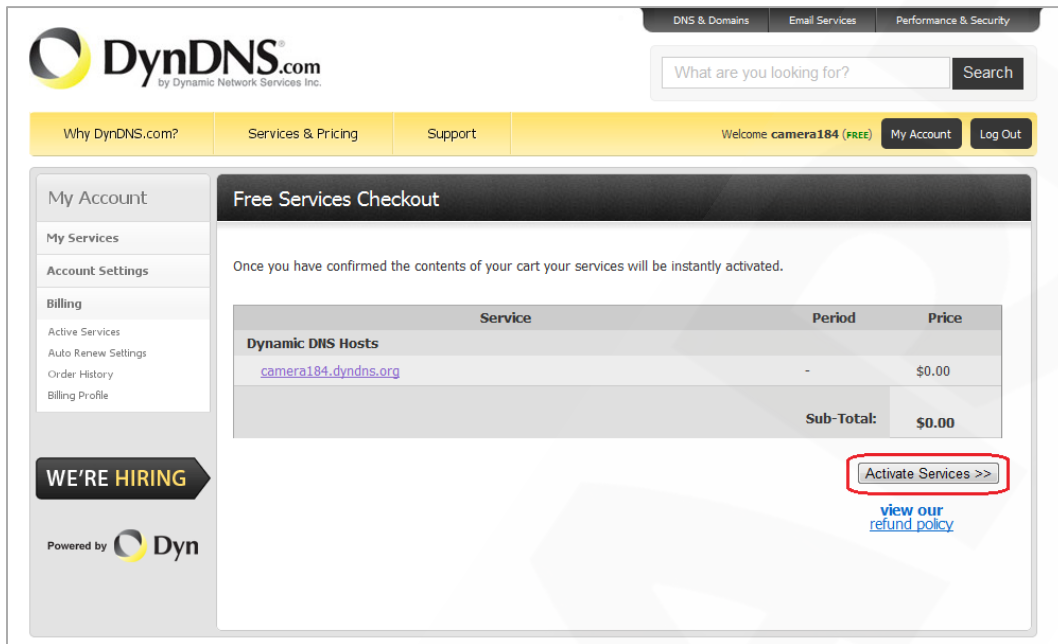 DNS & Domains Email Services Performance & Security
DynDNS.com
by Dynamic Network Services Inc.
What are you looking for? Search
Why DynDNS.com? Services & Pricing Support Welcome camera184 (FREE) My Account Log Out
My Account
My Services
Account Settings
Billing
Active Services
Auto Renew Settings
Order History
Billing Profile
WE'RE HIRING
Powered by Dyn
Free Services Checkout
Once you have confirmed the contents of your cart your services will be instantly activated.
Service Period Price
Dynamic DNS Hosts
camera184.dyndns.org - $0.00
Sub-Total: $0.00
Activate Services >>
view our
refund policy